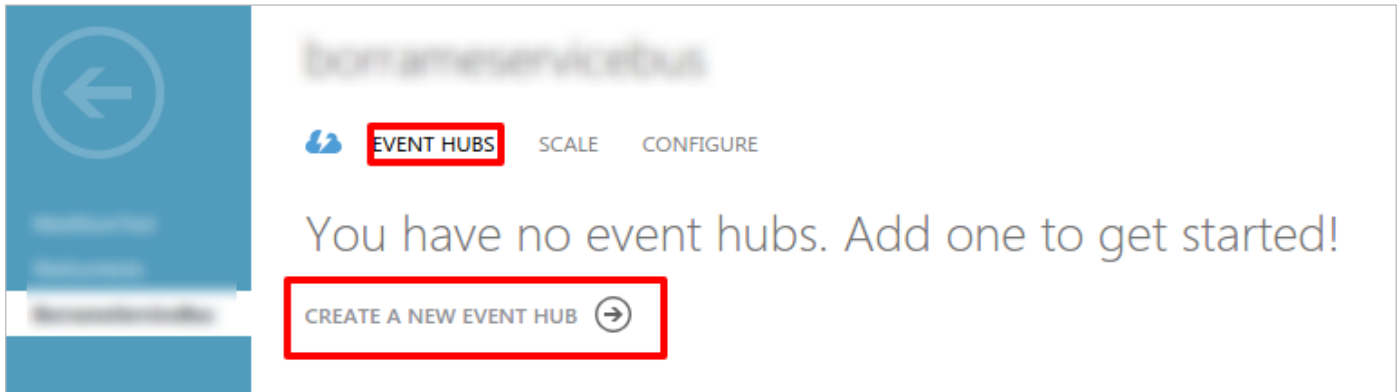 EVENT HUBS SCALE CONFIGURE
You have no event hubs. Add one to get started!
CREATE A NEW EVENT HUB